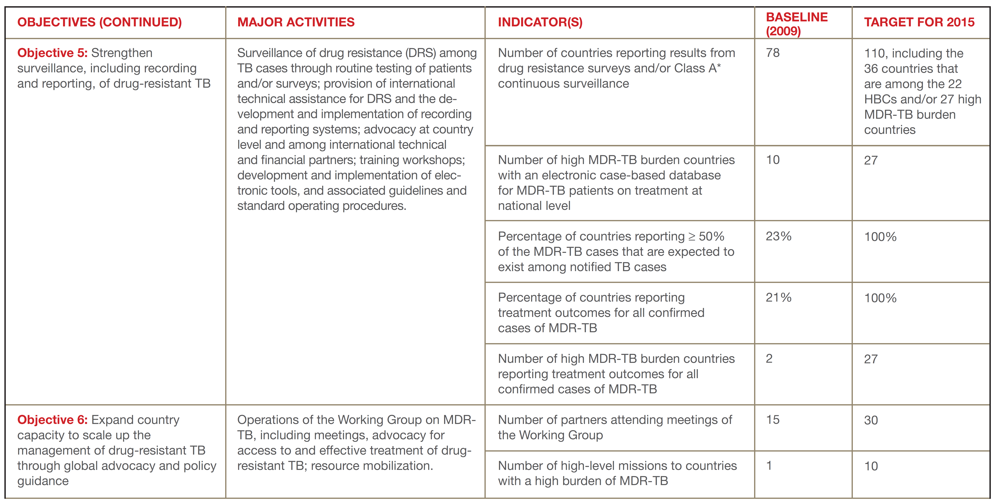 OBJECTIVES (CONTINUED)
MAJOR ACTIVITIES
INDICATOR(S)
BASELINE
(2009)
TARGET FOR 2015
Objective 5: Strengthen
surveillance, including recording
and reporting, of drug-resistant TB
Surveillance of drug resistance (DRS) among
TB cases through routine testing of patients
and/or surveys; provision of international
technical assistance for DRS and the de-
velopment and implementation of recording
and reporting systems; advocacy at country
level and among international technical
and financial partners; training workshops;
development and implementation of elec-
tronic tools, and associated guidelines and
standard operating procedures.
Number of countries reporting results from
drug resistance surveys and/or Class A*
continuous surveillance
78
110, including the
36 countries that
are among the 22
HBCs and/or 27 high
MDR-TB burden
countries
Number of high MDR-TB burden countries
with an electronic case-based database
for MDR-TB patients on treatment at
national level
10
27
Percentage of countries reporting ≥ 50%
of the MDR-TB cases that are expected to
exist among notified TB cases
23%
100%
Percentage of countries reporting
treatment outcomes for all confirmed
cases of MDR-TB
21%
100%
Number of high MDR-TB burden countries
reporting treatment outcomes for all
confirmed cases of MDR-TB
2
27
Objective 6: Expand country
capacity to scale up the
management of drug-resistant TB
through global advocacy and policy
guidance
Operations of the Working Group on MDR-
TB, including meetings, advocacy for
access to and effective treatment of drug-
resistant TB; resource mobilization.
Number of partners attending meetings of
the Working Group
15
30
Number of high-level missions to countries
with a high burden of MDR-TB
1
10